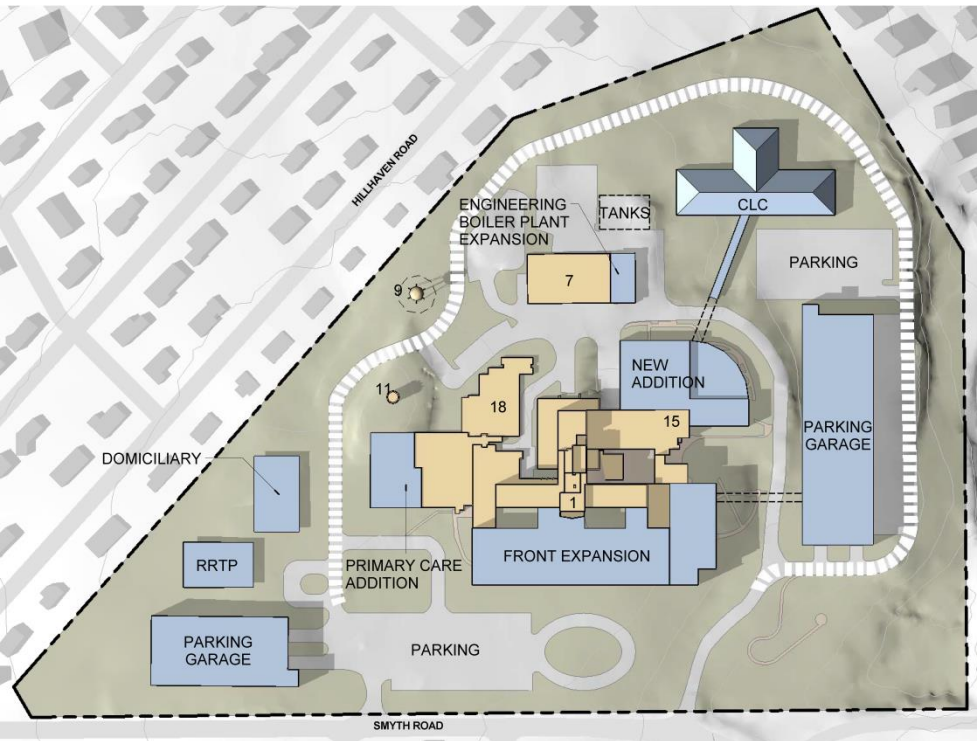 HILLHAVEN ROAD
ENGINEERING
BOILER PLANT
EXPANSION
TANKS
CLC
PARKING
7
9
NEW
ADDITION
11
18
15
PARKING
GARAGE
DOMICILIARY
1
RRTP
PRIMARY CARE
ADDITION
FRONT EXPANSION
PARKING
GARAGE
PARKING
SMYTH ROAD